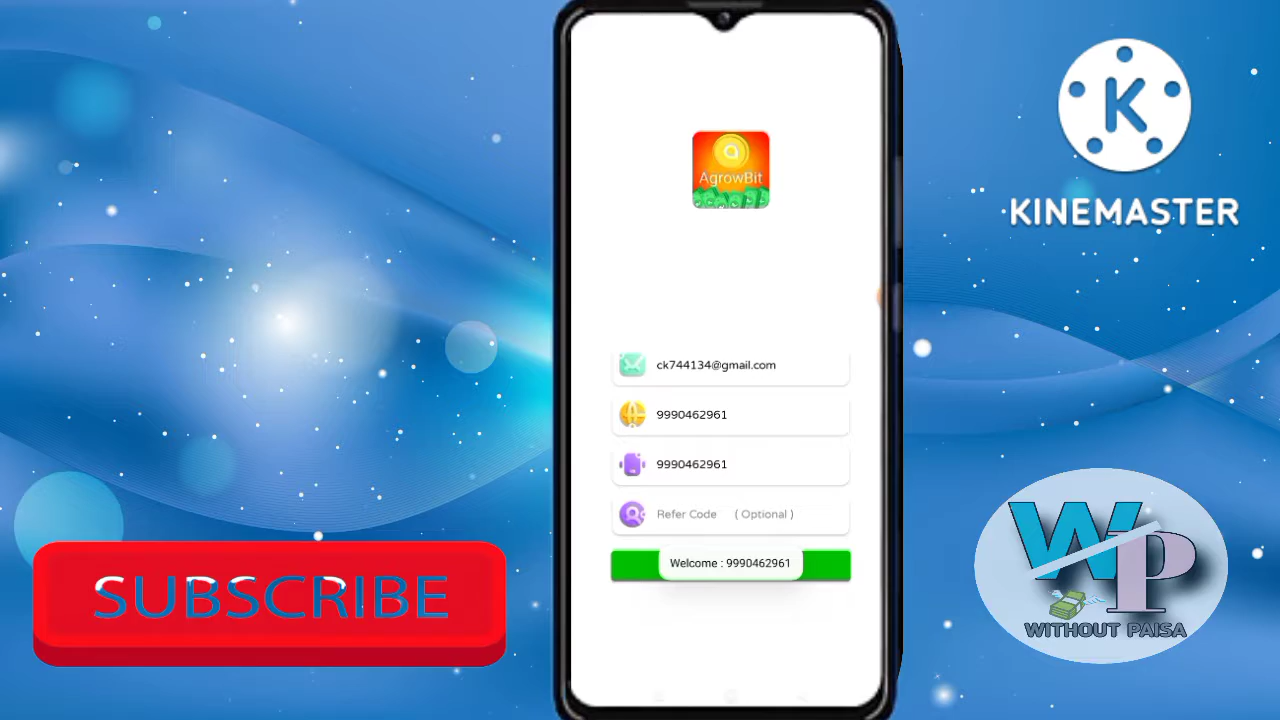 AgrowBit
ck744134@gmail.com
9990462961
9990462961
Refer Code ( Optional )
Welcome : 9990462961
SUBSCRIBE
K
KINEMASTER
WP
WITHOUT PAISA